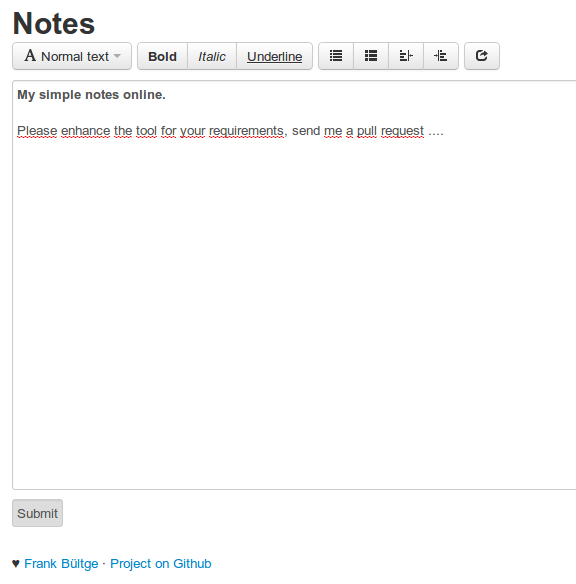 Notes
A Normal text Bold Italic Underline
My simple notes online.
Please enhance the tool for your requirements, send me a pull request ....
Submit
♥ Frank Bültge · Project on Github